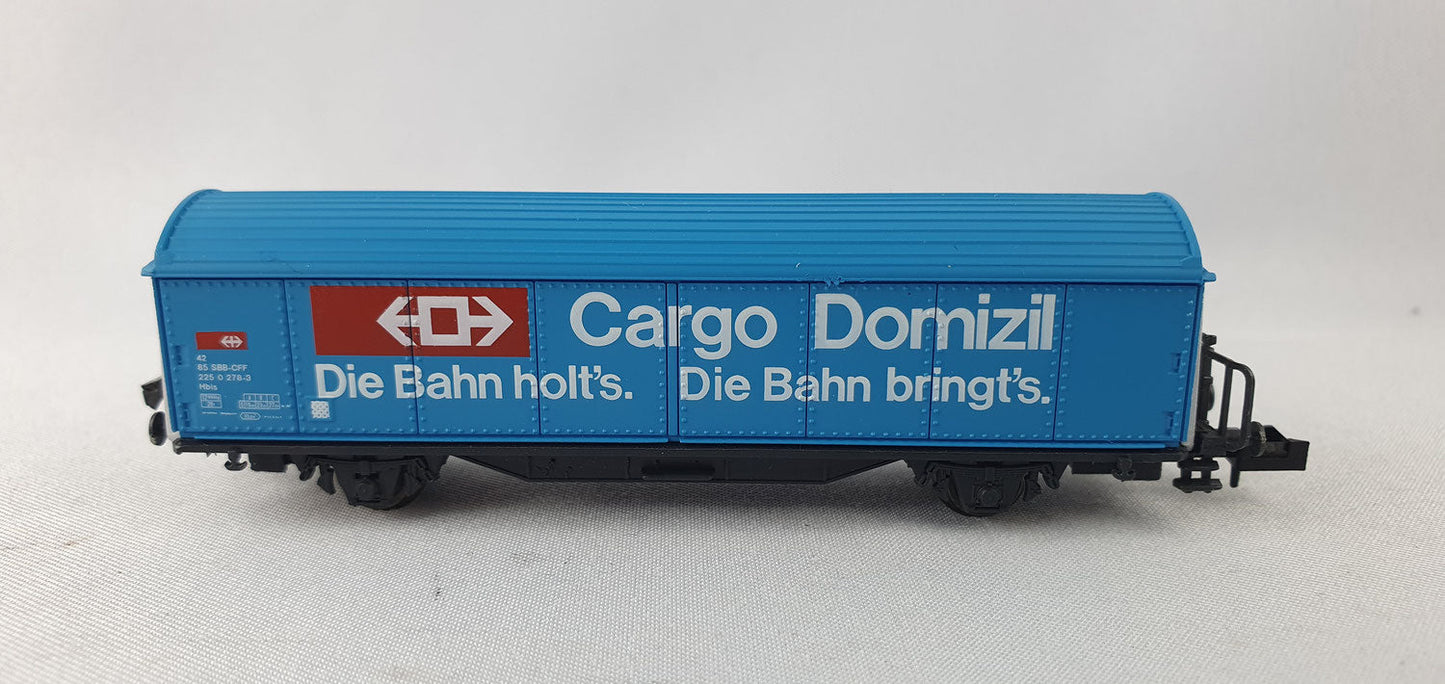 Cargo Domizil
Die Bahn holt's. Die Bahn bringt's.
42
85 SBB-CFF
225 0 278-3
Hbis